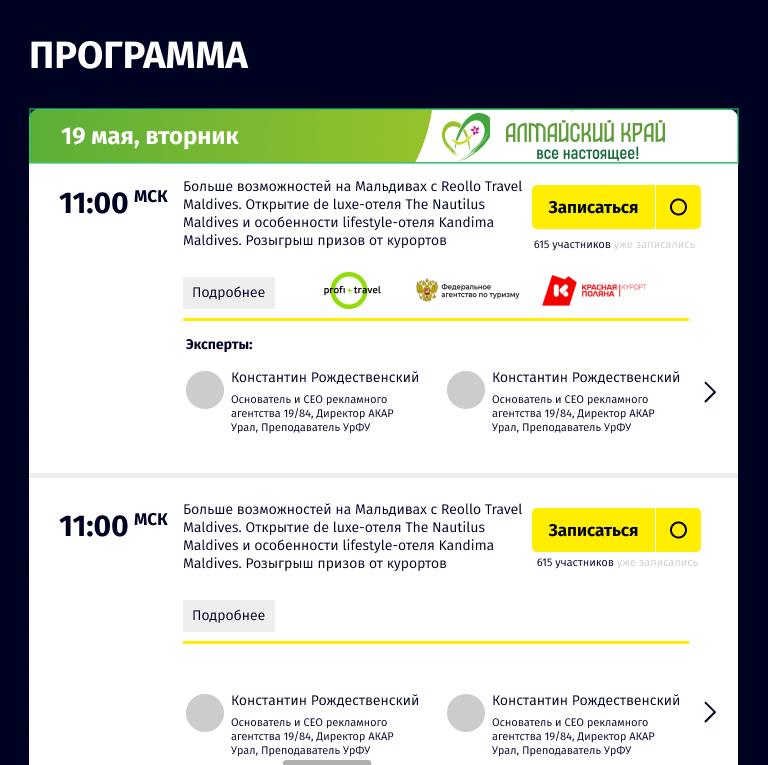 ПРОГРАММА
19 мая, вторник
АЛТАЙСКИЙ КРАЙ
все настоящее!
11:00 МСК
Больше возможностей на Мальдивах с Reollo Travel
Maldives. Открытие de luxe-отеля The Nautilus
Maldives и особенности lifestyle-отеля Kandima
Maldives. Розыгрыш призов от курортов
Записаться
615 участников уже записались
Подробнее
profi + travel
Федеральное
агентство по туризму
КРАСНАЯ
ПОЛЯНА
КУРОРТ
Эксперты:
Константин Рождественский
Основатель и СЕО рекламного
агентства 19/84, Директор АКАР
Урал, Преподаватель УрФУ
Константин Рождественский
Основатель и СЕО рекламного
агентства 19/84, Директор АКАР
Урал, Преподаватель УрФУ
11:00 МСК
Больше возможностей на Мальдивах с Reollo Travel
Maldives. Открытие de luxe-отеля The Nautilus
Maldives и особенности lifestyle-отеля Kandima
Maldives. Розыгрыш призов от курортов
Записаться
615 участников уже записались
Подробнее
Константин Рождественский
Основатель и СЕО рекламного
агентства 19/84, Директор АКАР
Урал, Преподаватель УрФУ
Константин Рождественский
Основатель и СЕО рекламного
агентства 19/84, Директор АКАР
Урал, Преподаватель УрФУ